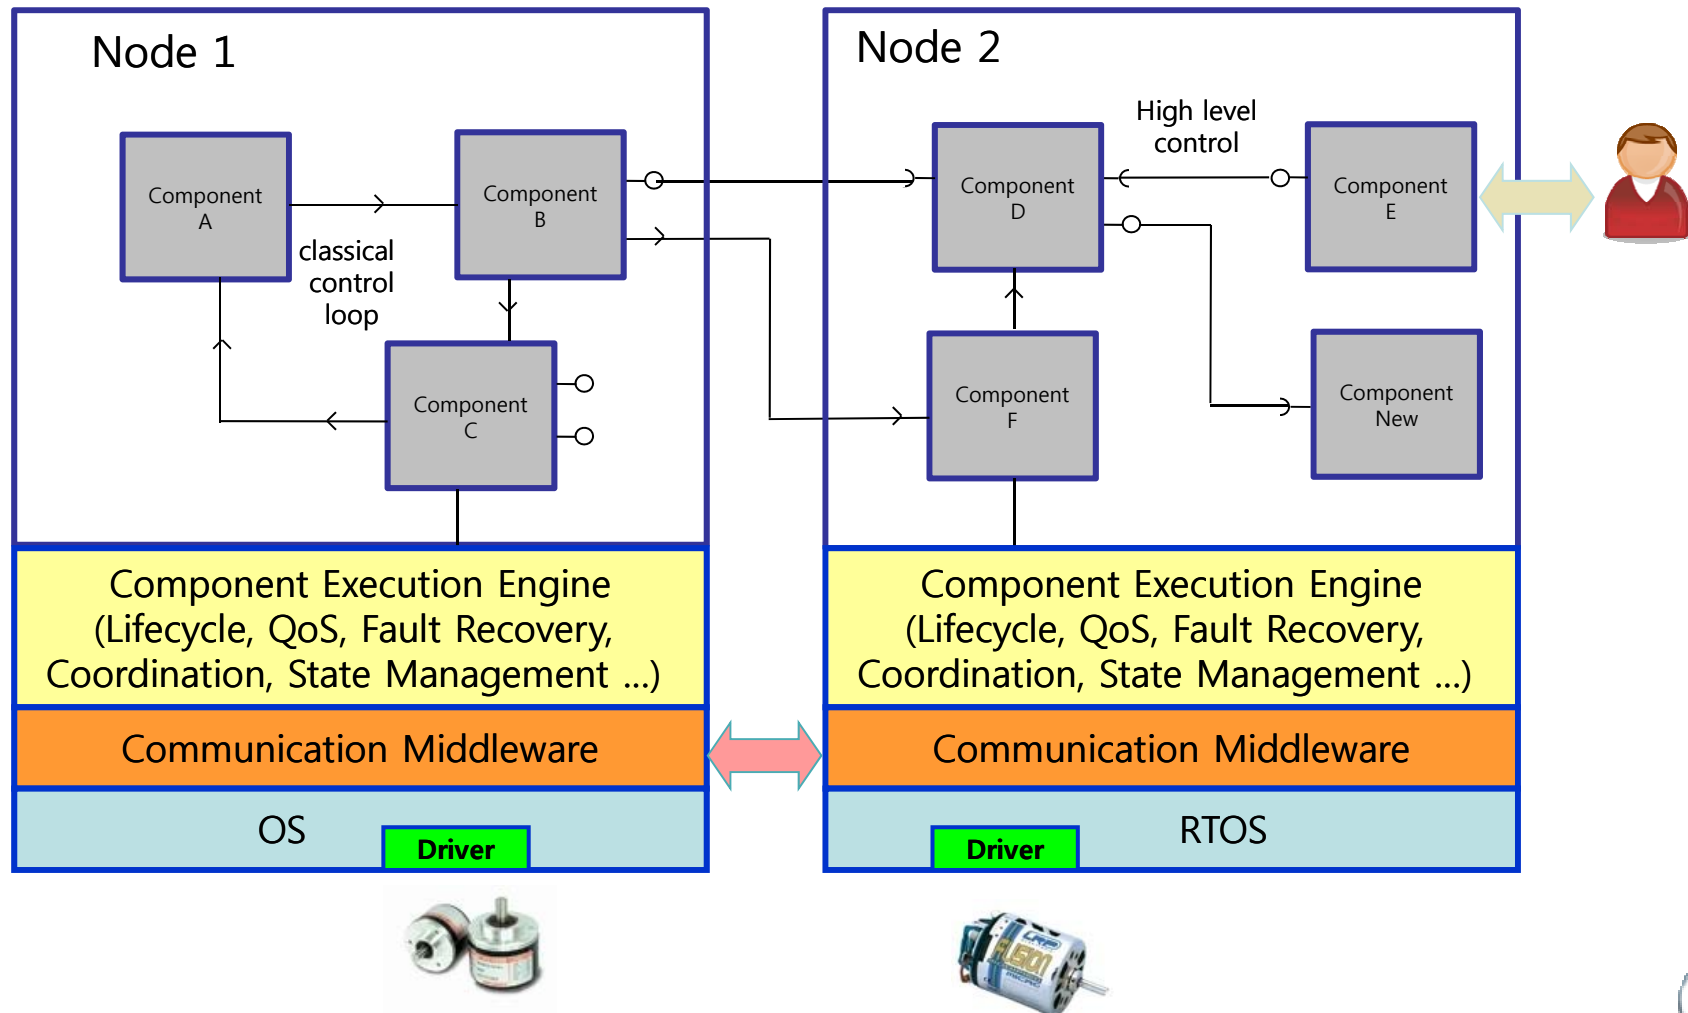 Node 1
Component
A
Component
B
classical
control
loop
Component
C
Component Execution Engine
(Lifecycle, QoS, Fault Recovery,
Coordination, State Management ...)
Communication Middleware
OS
Driver
Node 2
High level
control
Component
D
Component
E
Component
F
Component
New
Component Execution Engine
(Lifecycle, QoS, Fault Recovery,
Coordination, State Management ...)
Communication Middleware
RTOS
Driver
LRP
FUSION